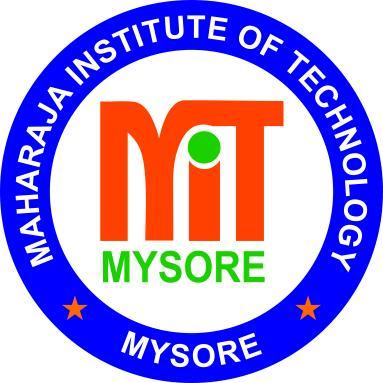 MAHARAJA INSTITUTE OF TECHNOLOGY
MiT
MYSORE
MYSORE